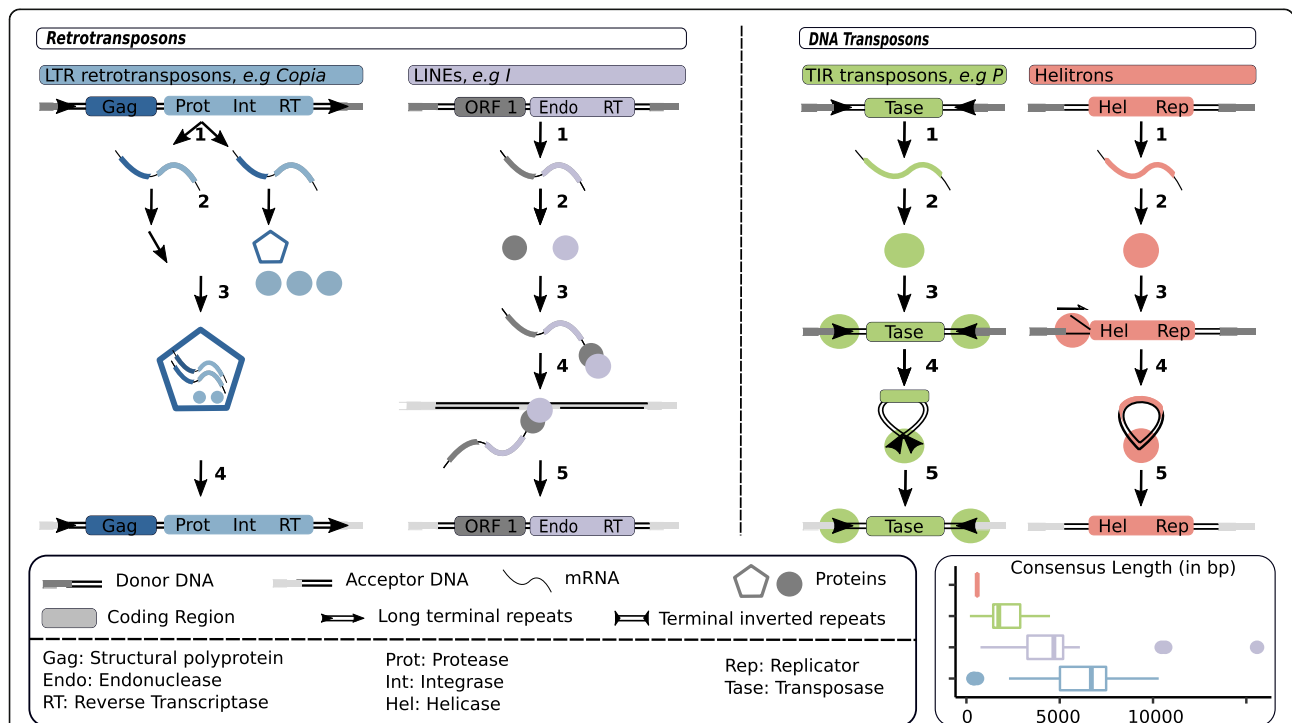 Retrotransposons
DNA Transposons
LTR retrotransposons, e.g Copia
LINEs, e.g I
TIR transposons, e.g P
Helitrons
Gag Prot Int RT
ORF 1 Endo RT
Tase
Hel Rep
1 1 1 1
2 2 2 2
3 3 3 3
Tase
Hel Rep
4 4 4
4 5 5 5
Gag Prot Int RT
ORF 1 Endo RT
Tase
Hel Rep
Donor DNA
Acceptor DNA
mRNA
Proteins
Coding Region
Long terminal repeats
Terminal inverted repeats
Gag: Structural polyprotein
Endo: Endonuclease
RT: Reverse Transcriptase
Prot: Protease
Int: Integrase
Hel: Helicase
Rep: Replicator
Tase: Transposase
Consensus Length (in bp)
0 5000 10000